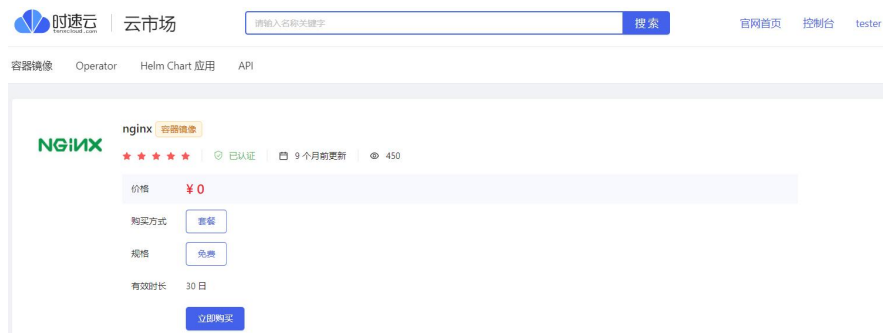 时速云 云市场 请输入名称关键字 搜索 官网首页 控制台 tester
tenxcloud.com
容器镜像 Operator Helm Chart 应用 API
NGINX
nginx 容器镜像
已认证 9 个月前更新 450
价格 ¥ 0
购买方式 套餐
规格 免费
有效时长 30 日
立即购买